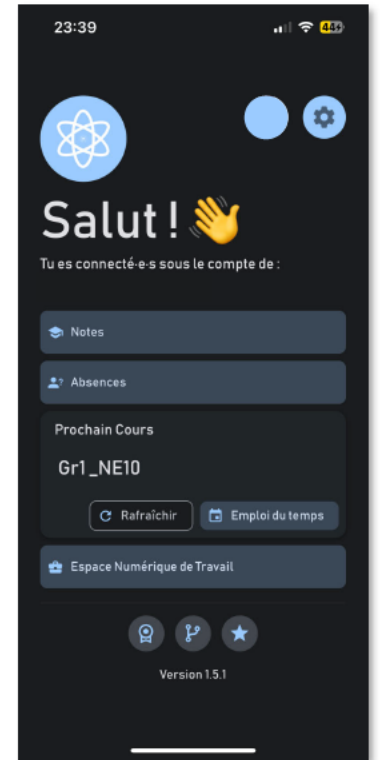 23:39
44
Salut !
Tu es connecté·e·s sous le compte de :
Notes
Absences
Prochain Cours
Gr1_NE10
Rafraîchir
Emploi du temps
Espace Numérique de Travail
Version 1.5.1